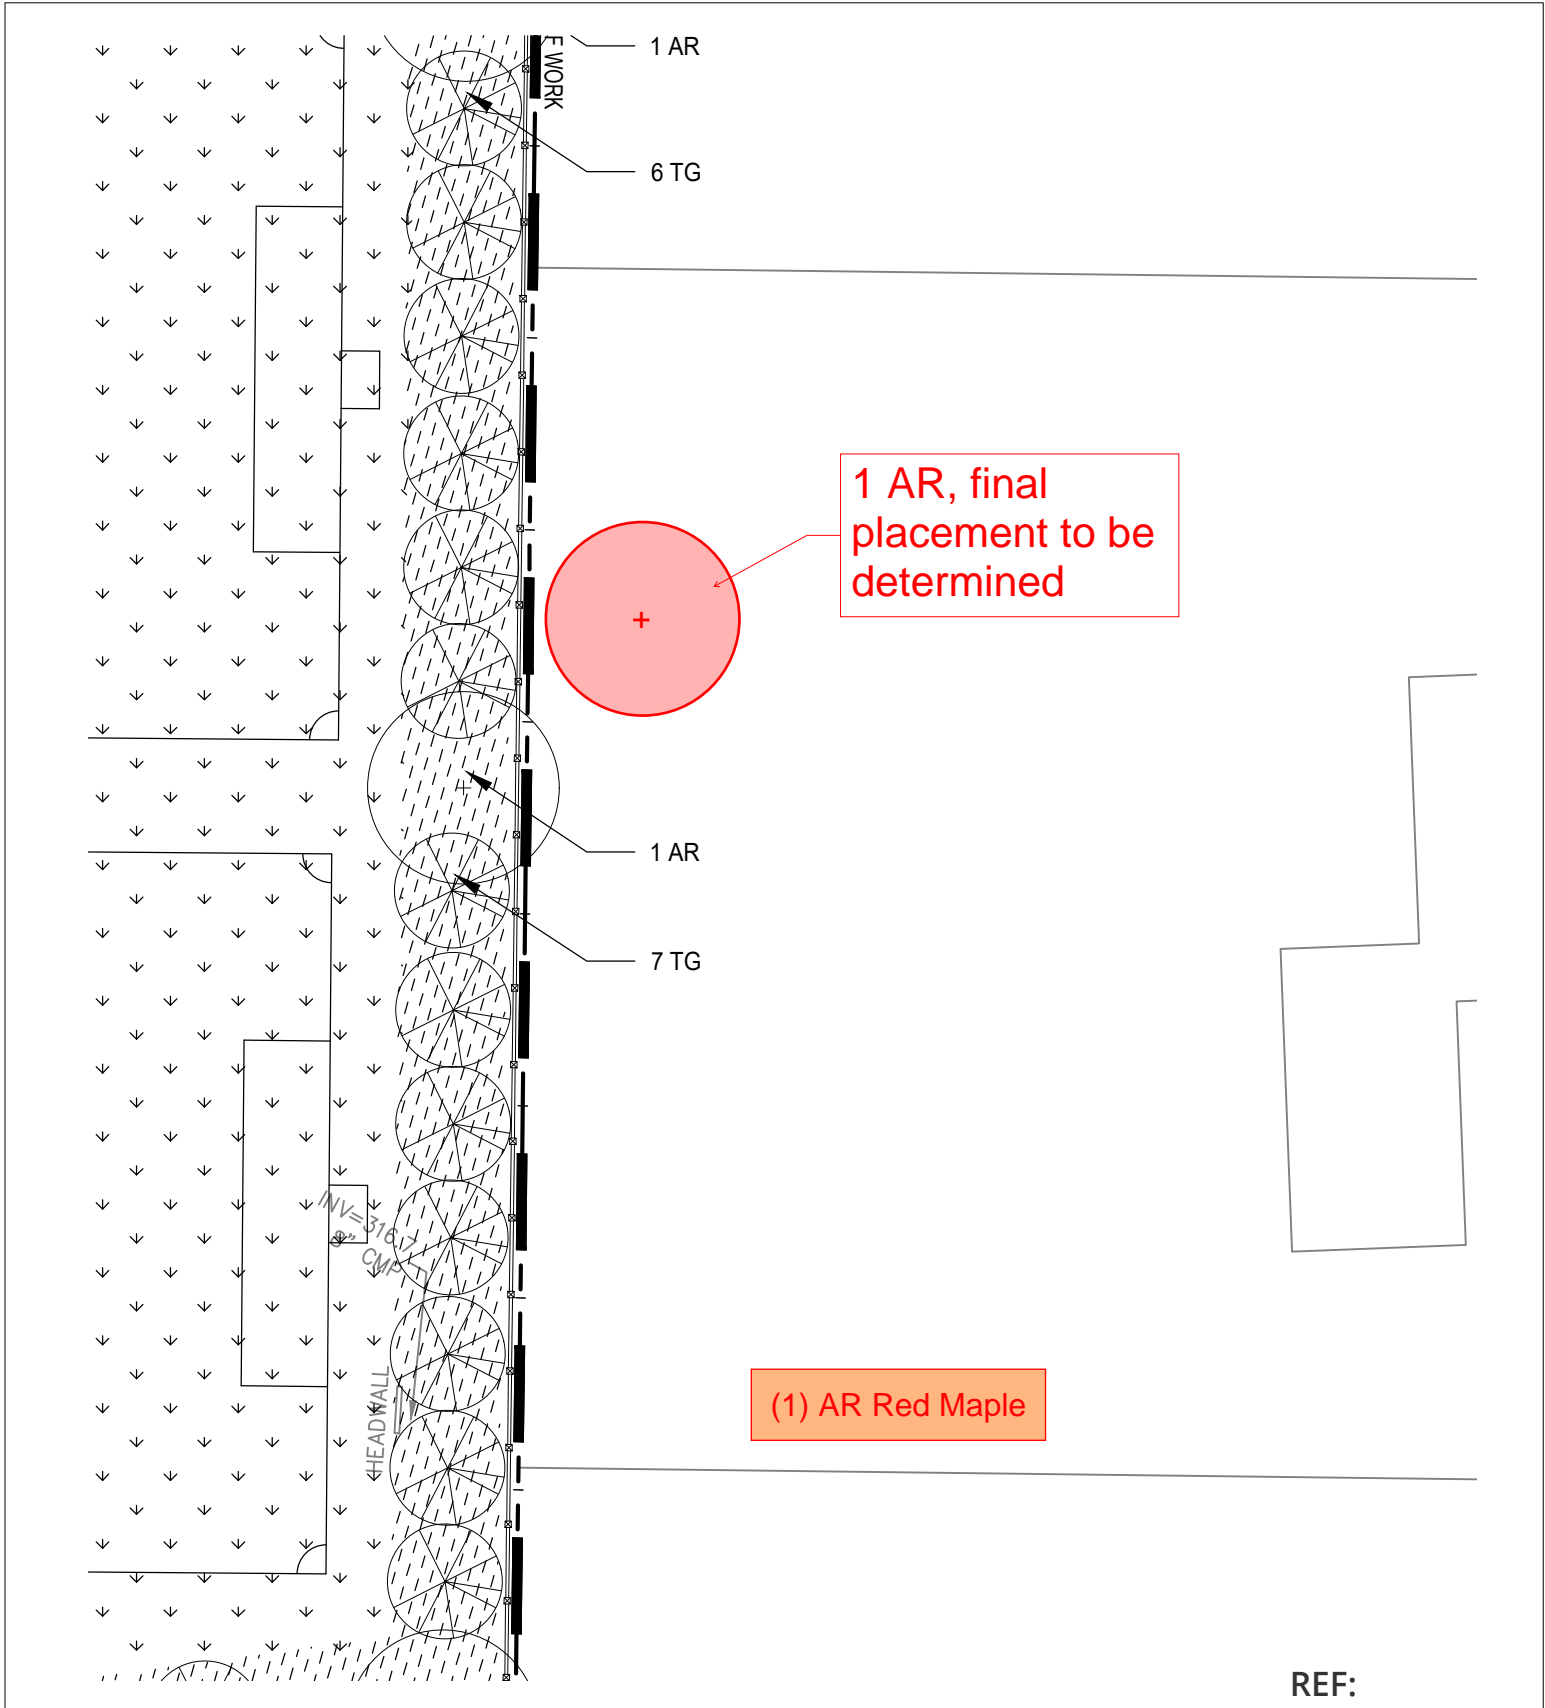 F WORK
1 AR
6 TG
1 AR, final
placement to be
determined
1 AR
7 TG
INV=316.7
8" CMP
HEADWALL
(1) AR Red Maple
REF: